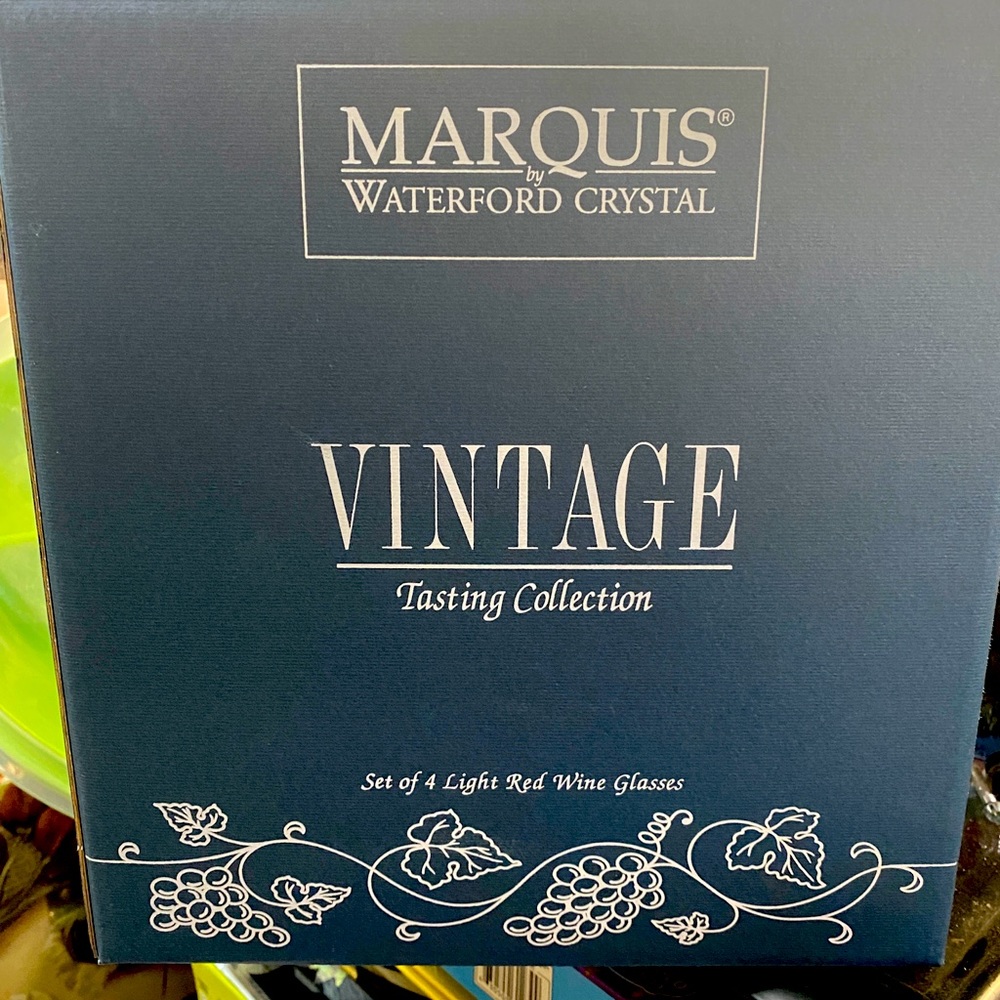 MARQUIS®
by
WATERFORD CRYSTAL
VINTAGE
Tasting Collection
Set of 4 Light Red Wine Glasses